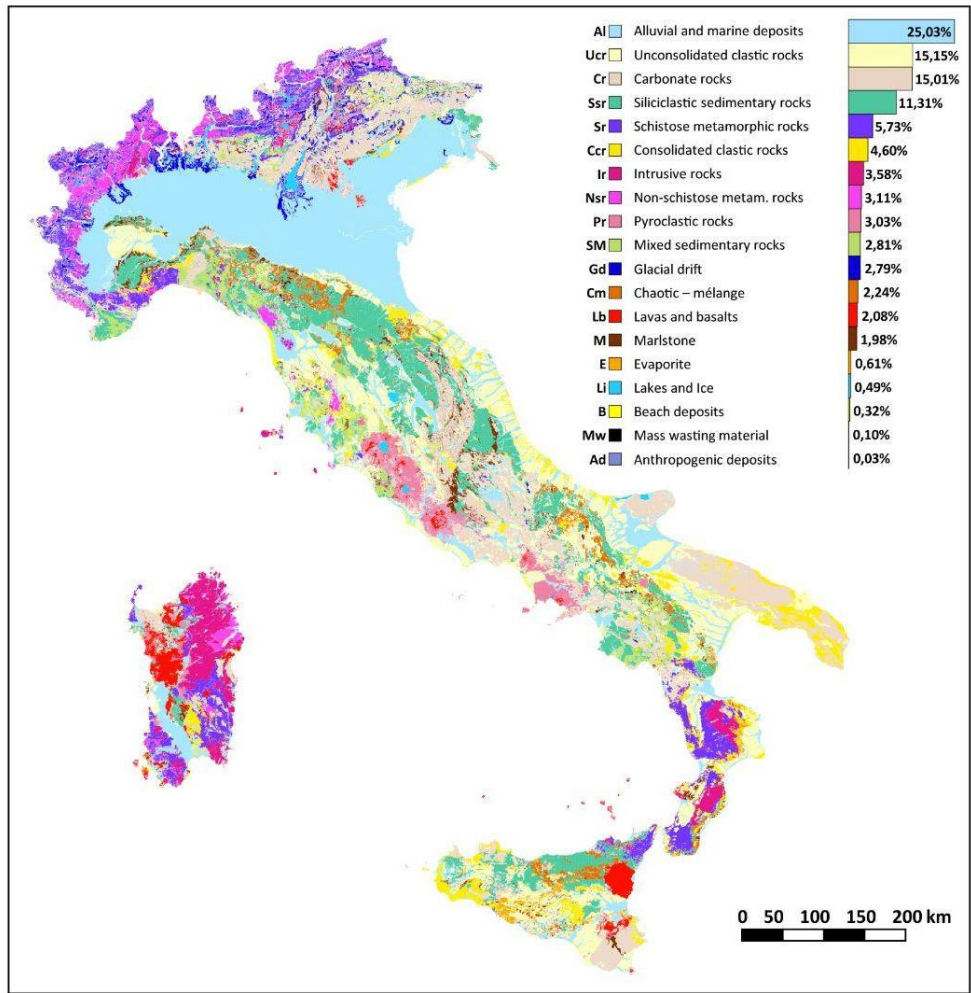 Al Alluvial and marine deposits 25,03%
Ucr Unconsolidated clastic rocks 15,15%
Cr Carbonate rocks 15,01%
Ssr Siliciclastic sedimentary rocks 11,31%
Sr Schistose metamorphic rocks 5,73%
Ccr Consolidated clastic rocks 4,60%
Ir Intrusive rocks 3,58%
Nsr Non-schistose metam. rocks 3,11%
Pr Pyroclastic rocks 3,03%
SM Mixed sedimentary rocks 2,81%
Gd Glacial drift 2,79%
Cm Chaotic – mélange 2,24%
Lb Lavas and basalts 2,08%
M Marlstone 1,98%
E Evaporite 0,61%
Li Lakes and Ice 0,49%
B Beach deposits 0,32%
Mw Mass wasting material 0,10%
Ad Anthropogenic deposits 0,03%
0 50 100 150 200 km